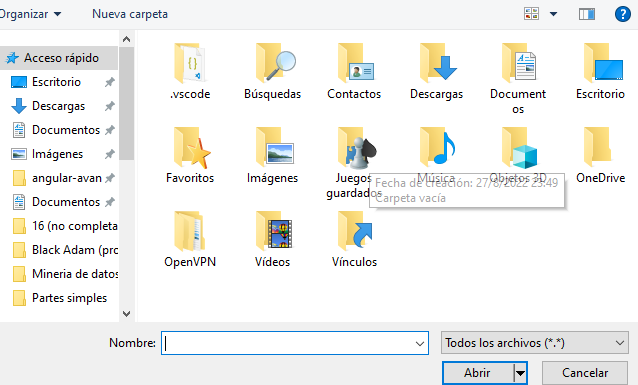 Organizar
Nueva carpeta
Acceso rápido
Escritorio
Descargas
Documentos
Imágenes
angular-avan
Documentos
16 (no completa
Black Adam (pro
Mineria de datos
Partes simples
.vscode
Búsquedas
Contactos
Descargas
Document
os
Escritorio
Favoritos
Imágenes
Juegos
guardados
Música
Objetos 3D
OneDrive
Fecha de creación: 27/8/2022 23:49
Carpeta vacía
OpenVPN
Vídeos
Vínculos
Nombre:
Todos los archivos (*.*)
Abrir
Cancelar